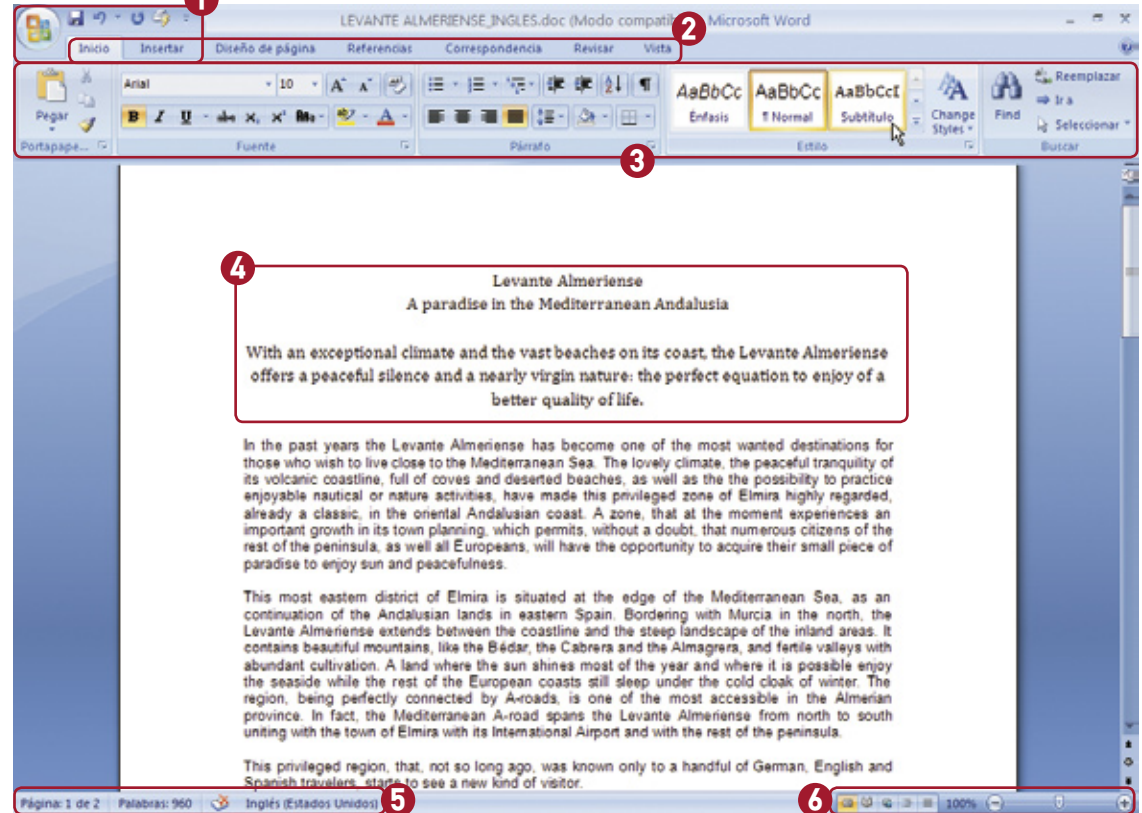 1
LEVANTE ALMERIENSE_INGLES.doc (Modo compati Microsoft Word
2
Inicio Insertar Diseño de página Referencias Correspondencia Revisar Vista
Pegar
Portapape...
Arial 10
Fuente
Párrafo
AaBbCc AaBbCc AaBbCcI
Énfasis ¶ Normal Subtítulo
Change Styles
Estilo
Find
Reemplazar
Ir a
Seleccionar
Buscar
3
4
Levante Almeriense
A paradise in the Mediterranean Andalusia
With an exceptional climate and the vast beaches on its coast, the Levante Almeriense
offers a peaceful silence and a nearly virgin nature: the perfect equation to enjoy of a
better quality of life.
In the past years the Levante Almeriense has become one of the most wanted destinations for
those who wish to live close to the Mediterranean Sea. The lovely climate, the peaceful tranquility of
its volcanic coastline, full of coves and deserted beaches, as well as the the possibility to practice
enjoyable nautical or nature activities, have made this privileged zone of Elmira highly regarded,
already a classic, in the oriental Andalusian coast. A zone, that at the moment experiences an
important growth in its town planning, which permits, without a doubt, that numerous citizens of the
rest of the peninsula, as well all Europeans, will have the opportunity to acquire their small piece of
paradise to enjoy sun and peacefulness.
This most eastern district of Elmira is situated at the edge of the Mediterranean Sea, as an
continuation of the Andalusian lands in eastern Spain. Bordering with Murcia in the north, the
Levante Almeriense extends between the coastline and the steep landscape of the inland areas. It
contains beautiful mountains, like the Bédar, the Cabrera and the Almagrera, and fertile valleys with
abundant cultivation. A land where the sun shines most of the year and where it is possible enjoy
the seaside while the rest of the European coasts still sleep under the cold cloak of winter. The
region, being perfectly connected by A-roads, is one of the most accessible in the Almerian
province. In fact, the Mediterranean A-road spans the Levante Almeriense from north to south
uniting with the town of Elmira with its International Airport and with the rest of the peninsula.
This privileged region, that, not so long ago, was known only to a handful of German, English and
Spanish travelers, starts to see a new kind of visitor.
Página: 1 de 2 Palabras: 960 Inglés (Estados Unidos) 5
6 100%